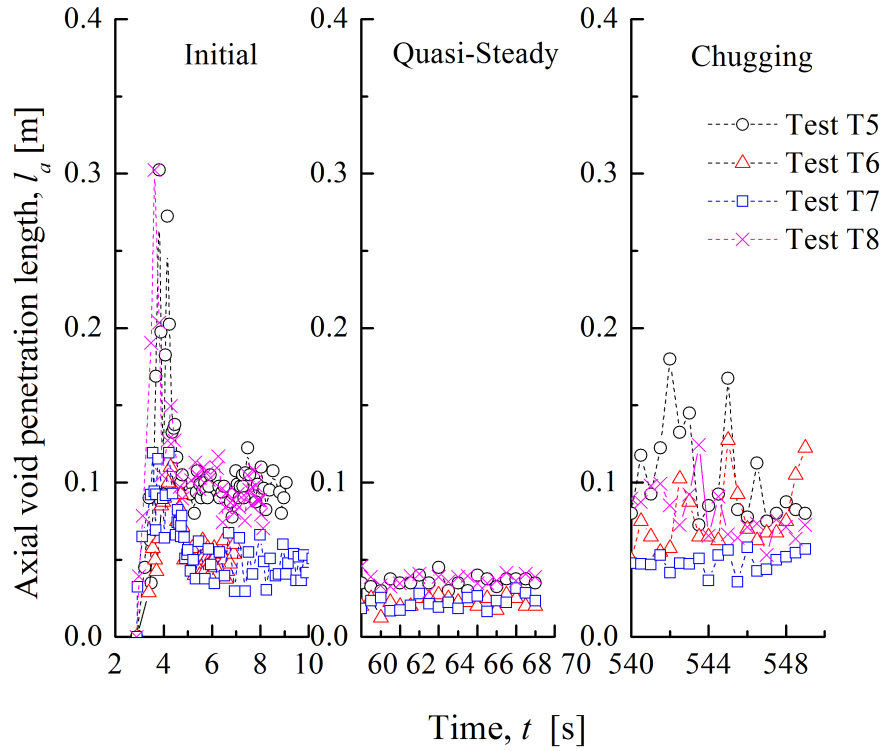 Initial
Quasi-Steady
Chugging
Test T5
Test T6
Test T7
Test T8
Axial void penetration length, lₐ [m]
0.4
0.3
0.2
0.1
0.0
2 4 6 8 10
60 62 64 66 68 70
540 544 548
Time, t [s]